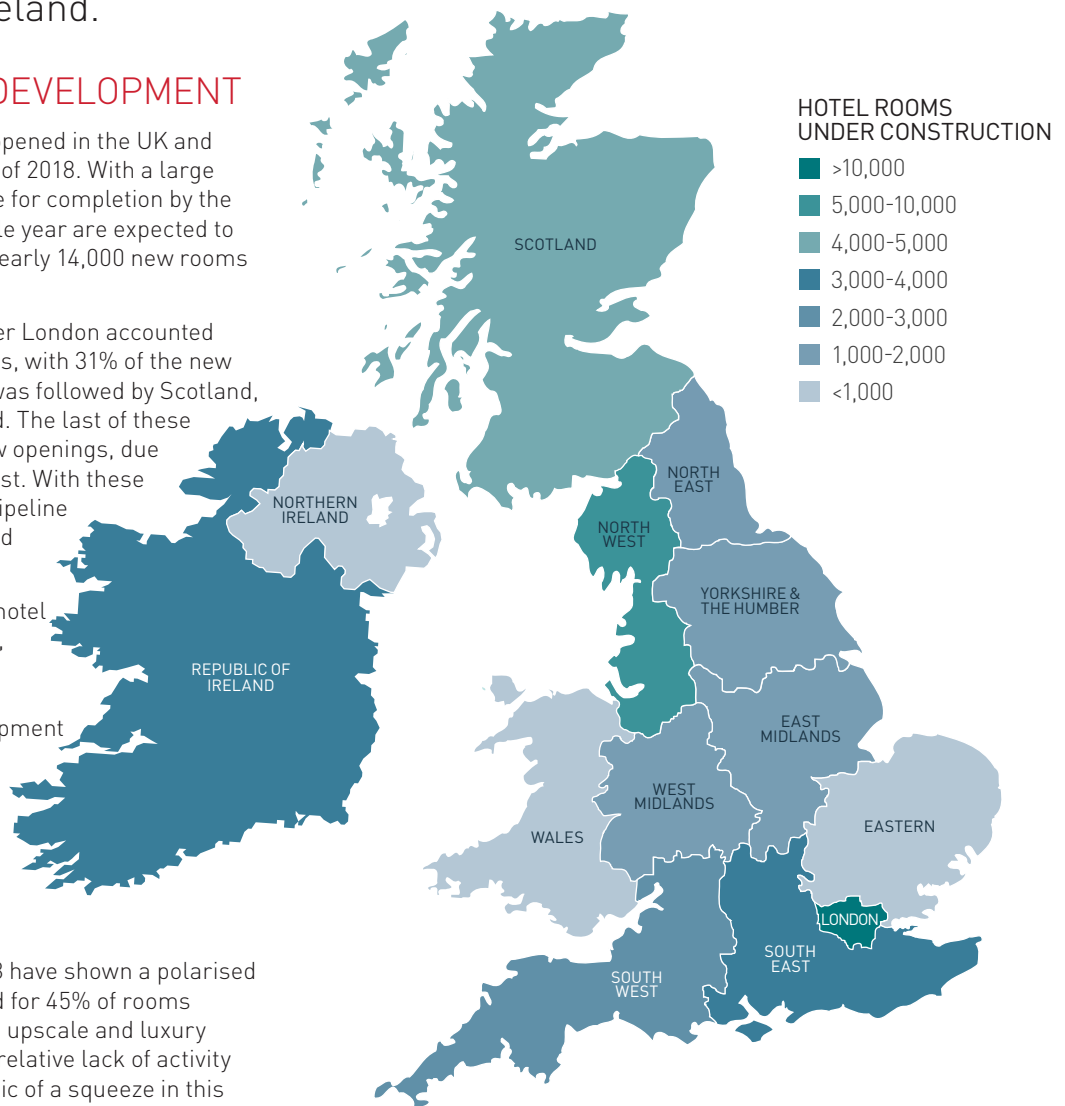 eland.
DEVELOPMENT
pened in the UK and
of 2018. With a large
e for completion by the
le year are expected to
early 14,000 new rooms
er London accounted
s, with 31% of the new
was followed by Scotland,
d. The last of these
v openings, due
st. With these
ipeline
d
hotel
pment
3 have shown a polarised
d for 45% of rooms
upscale and luxury
relative lack of activity
ic of a squeeze in this
HOTEL ROOMS
UNDER CONSTRUCTION
>10,000
5,000-10,000
4,000-5,000
3,000-4,000
2,000-3,000
1,000-2,000
<1,000
SCOTLAND
NORTH
EAST
NORTHERN
IRELAND
NORTH
WEST
YORKSHIRE &
THE HUMBER
REPUBLIC OF
IRELAND
EAST
MIDLANDS
WEST
MIDLANDS
EASTERN
WALES
LONDON
SOUTH
EAST
SOUTH
WEST